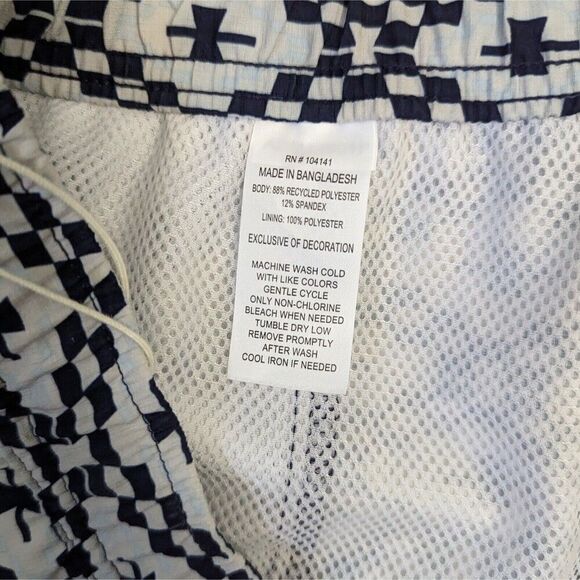 RN # 104141
MADE IN BANGLADESH
BODY: 88% RECYCLED POLYESTER
12% SPANDEX
LINING: 100% POLYESTER
EXCLUSIVE OF DECORATION
MACHINE WASH COLD
WITH LIKE COLORS
GENTLE CYCLE
ONLY NON-CHLORINE
BLEACH WHEN NEEDED
TUMBLE DRY LOW
REMOVE PROMPTLY
AFTER WASH
COOL IRON IF NEEDED